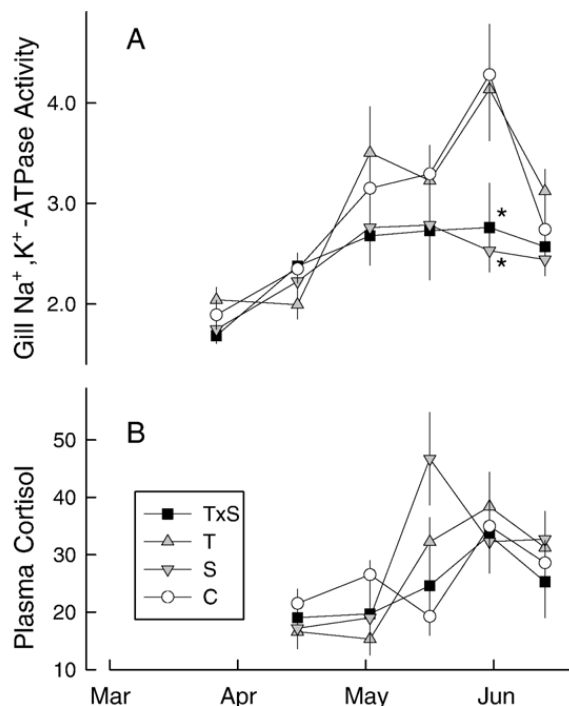 A
Gill Na+,K+-ATPase Activity
4.0
3.0
2.0
*
*
B
Plasma Cortisol
50
40
30
20
10
TxS
T
S
C
Mar Apr May Jun